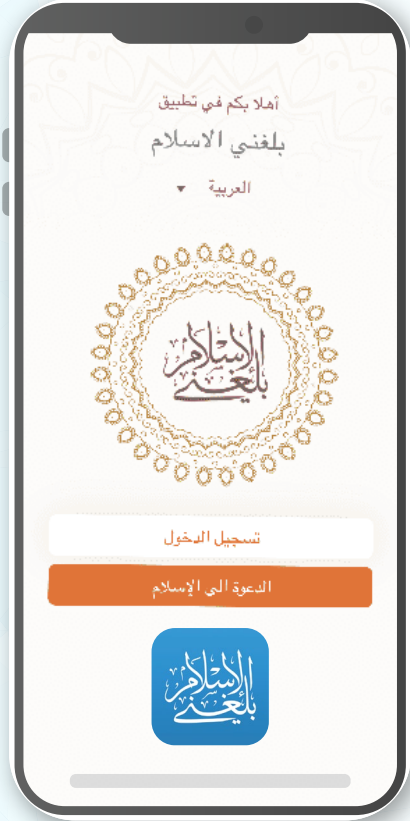 أهلا بكم في تطبيق
بلغني الاسلام
العربية
بلغني الإسلام
تسجيل الدخول
الدعوة الى الإسلام
بلغني الإسلام